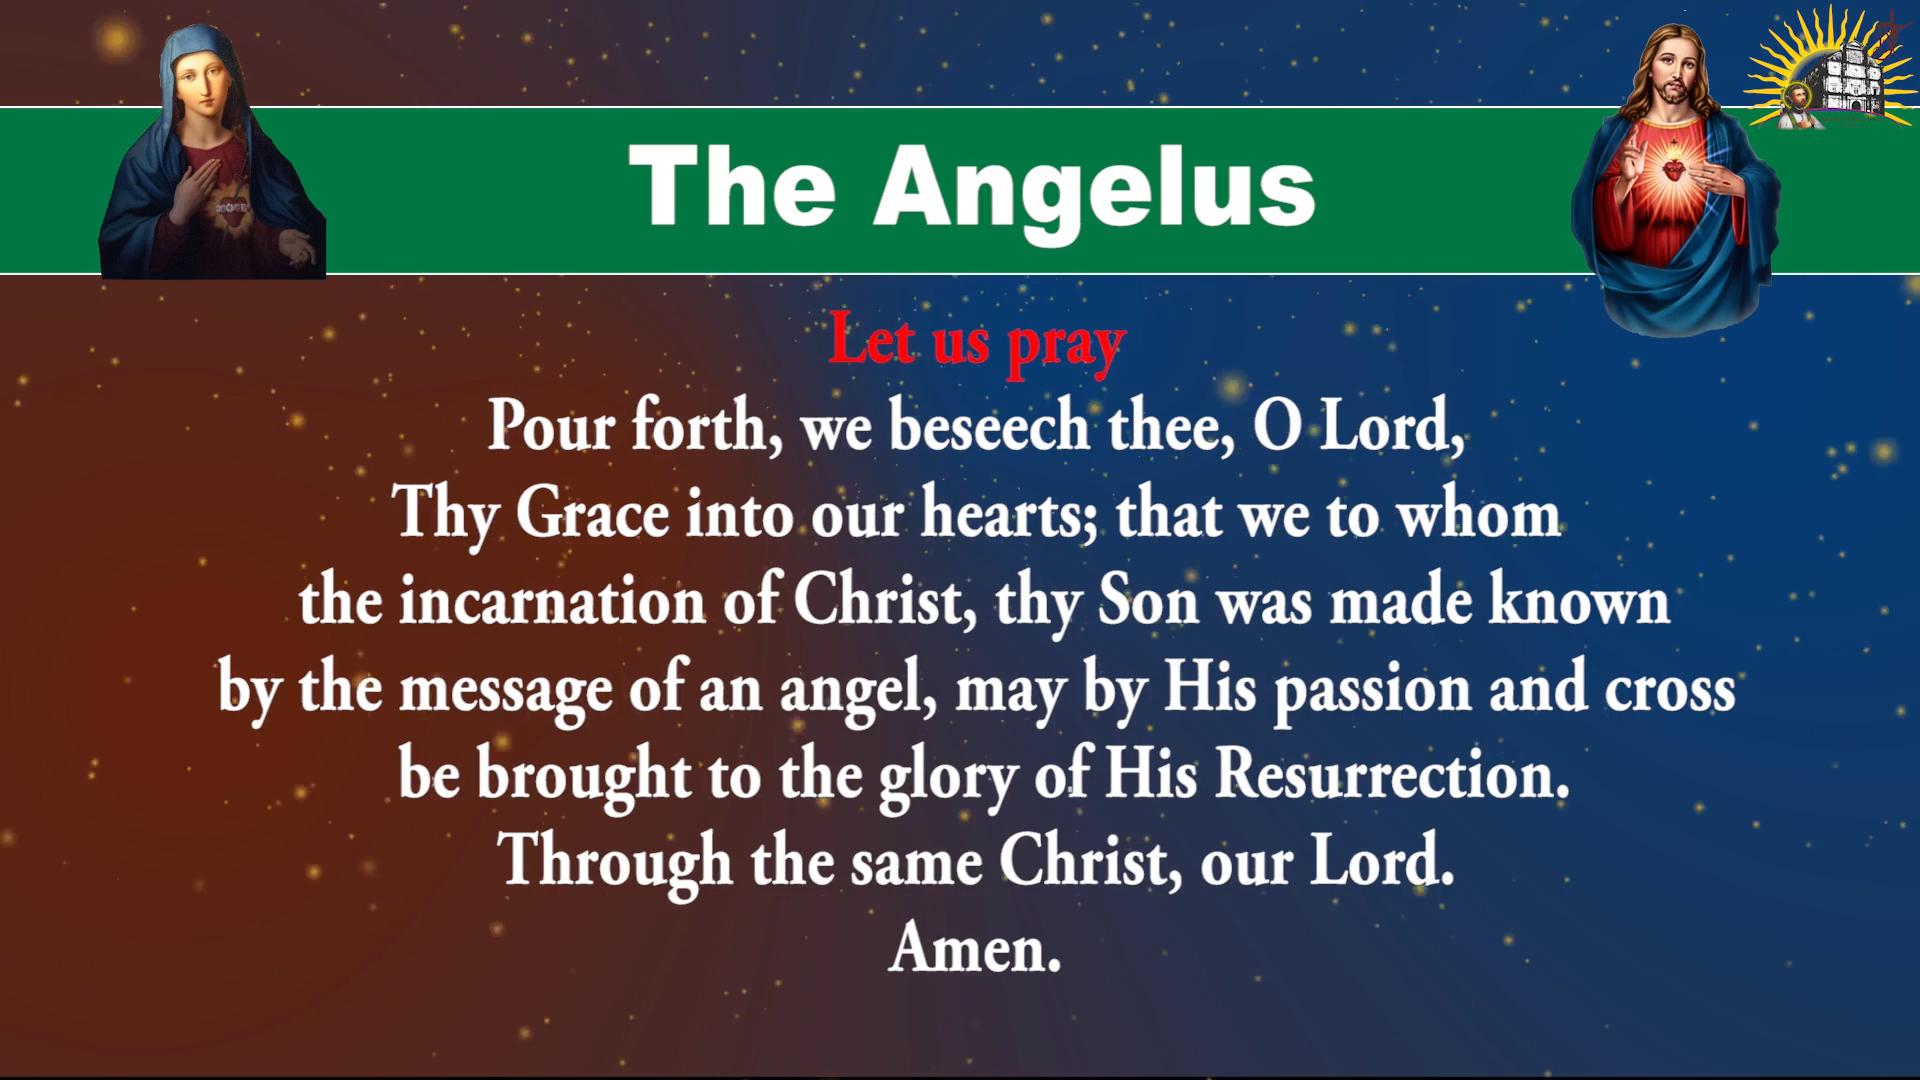 The Angelus
Let us pray
Pour forth, we beseech thee, O Lord,
Thy Grace into our hearts; that we to whom
the incarnation of Christ, thy Son was made known
by the message of an angel, may by His passion and cross
be brought to the glory of His Resurrection.
Through the same Christ, our Lord.
Amen.